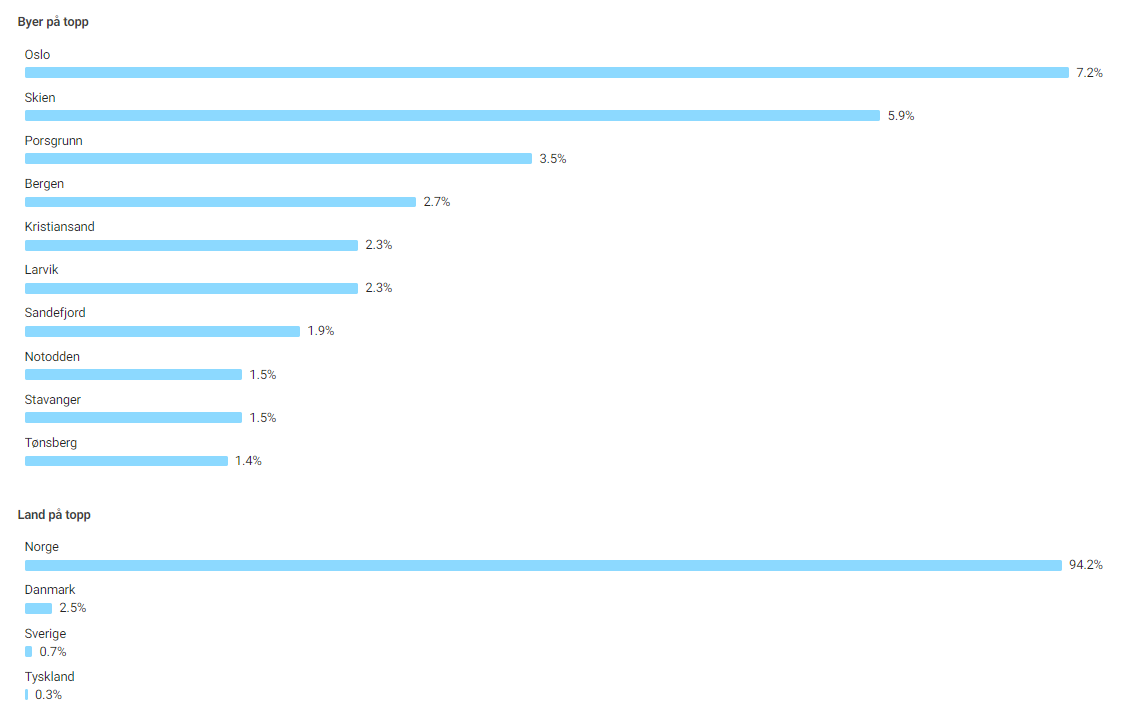 Byer på topp
Oslo
7.2%
Skien
5.9%
Porsgrunn
3.5%
Bergen
2.7%
Kristiansand
2.3%
Larvik
2.3%
Sandefjord
1.9%
Notodden
1.5%
Stavanger
1.5%
Tønsberg
1.4%
Land på topp
Norge
94.2%
Danmark
2.5%
Sverige
0.7%
Tyskland
0.3%